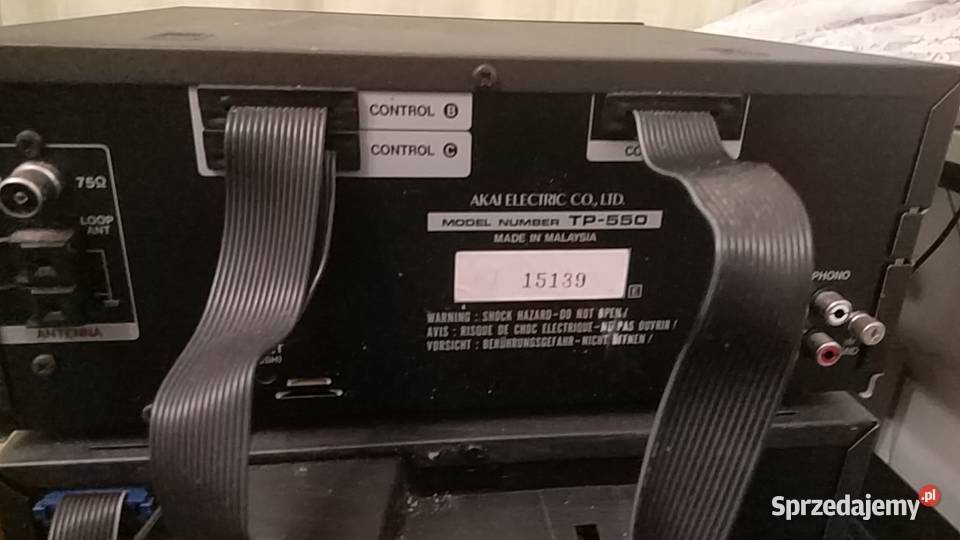 CONTROL B
CONTROL C
CO
75Ω
LOOP
ANT
ANTENNA
AKAI ELECTRIC CO., LTD.
MODEL NUMBER TP-550
MADE IN MALAYSIA
15139
E
WARNING : SHOCK HAZARD-DO NOT OPEN/
AVIS : RISQUE DE CHOC ELECTRIQUE-NE PAS OUVRIR/
VORSICHT : BERÜHRUNGSGEFAHR-NICHT ÖFFNEN/
PHONO
Sprzedajemy.pl